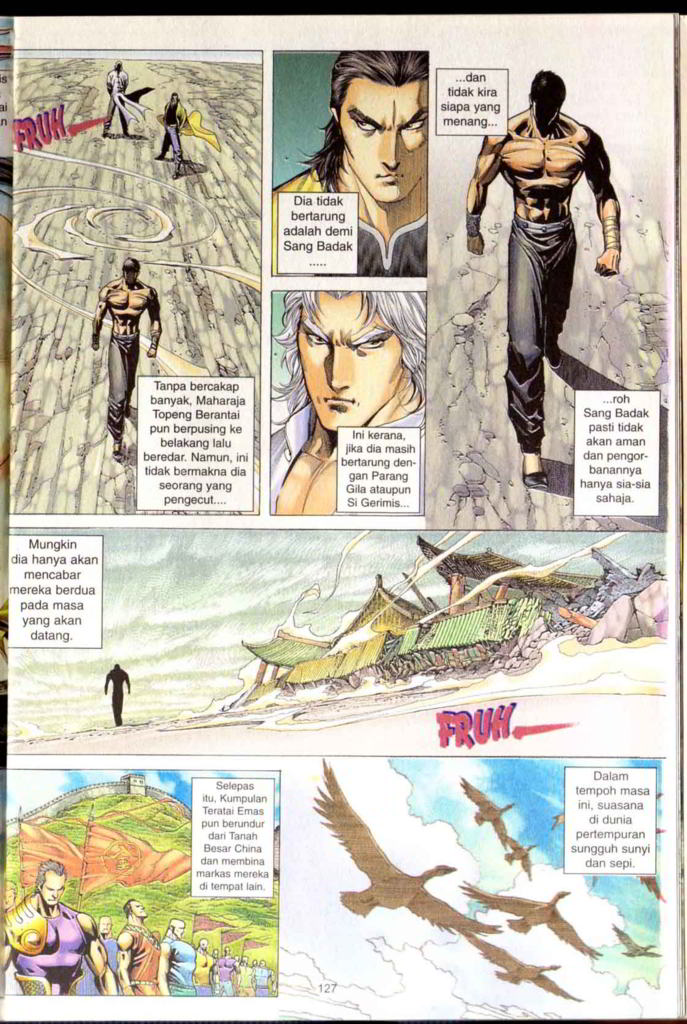 FRUH
Tanpa bercakap
banyak, Maharaja
Topeng Berantai
pun berpusing ke
belakang lalu
beredar. Namun, ini
tidak bermakna dia
seorang yang
pengecut....
Dia tidak
bertarung
adalah demi
Sang Badak
.....
Ini kerana,
jika dia masih
bertarung den-
gan Parang
Gila ataupun
Si Gerimis...
...dan
tidak kira
siapa yang
menang...
...roh
Sang Badak
pasti tidak
akan aman
dan pengor-
banannya
hanya sia-sia
sahaja.
Mungkin
dia hanya akan
mencabar
mereka berdua
pada masa
yang akan
datang.
FRUH
Selepas
itu, Kumpulan
Teratai Emas
pun berundur
dari Tanah
Besar China
dan membina
markas mereka
di tempat lain.
Dalam
tempoh masa
ini, suasana
di dunia
pertempuran
sungguh sunyi
dan sepi.
127